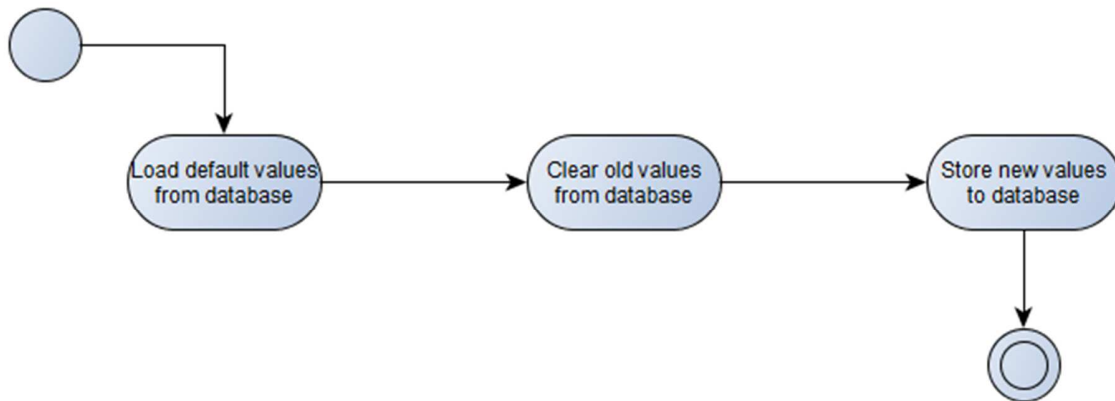 Load default values
from database
Clear old values
from database
Store new values
to database